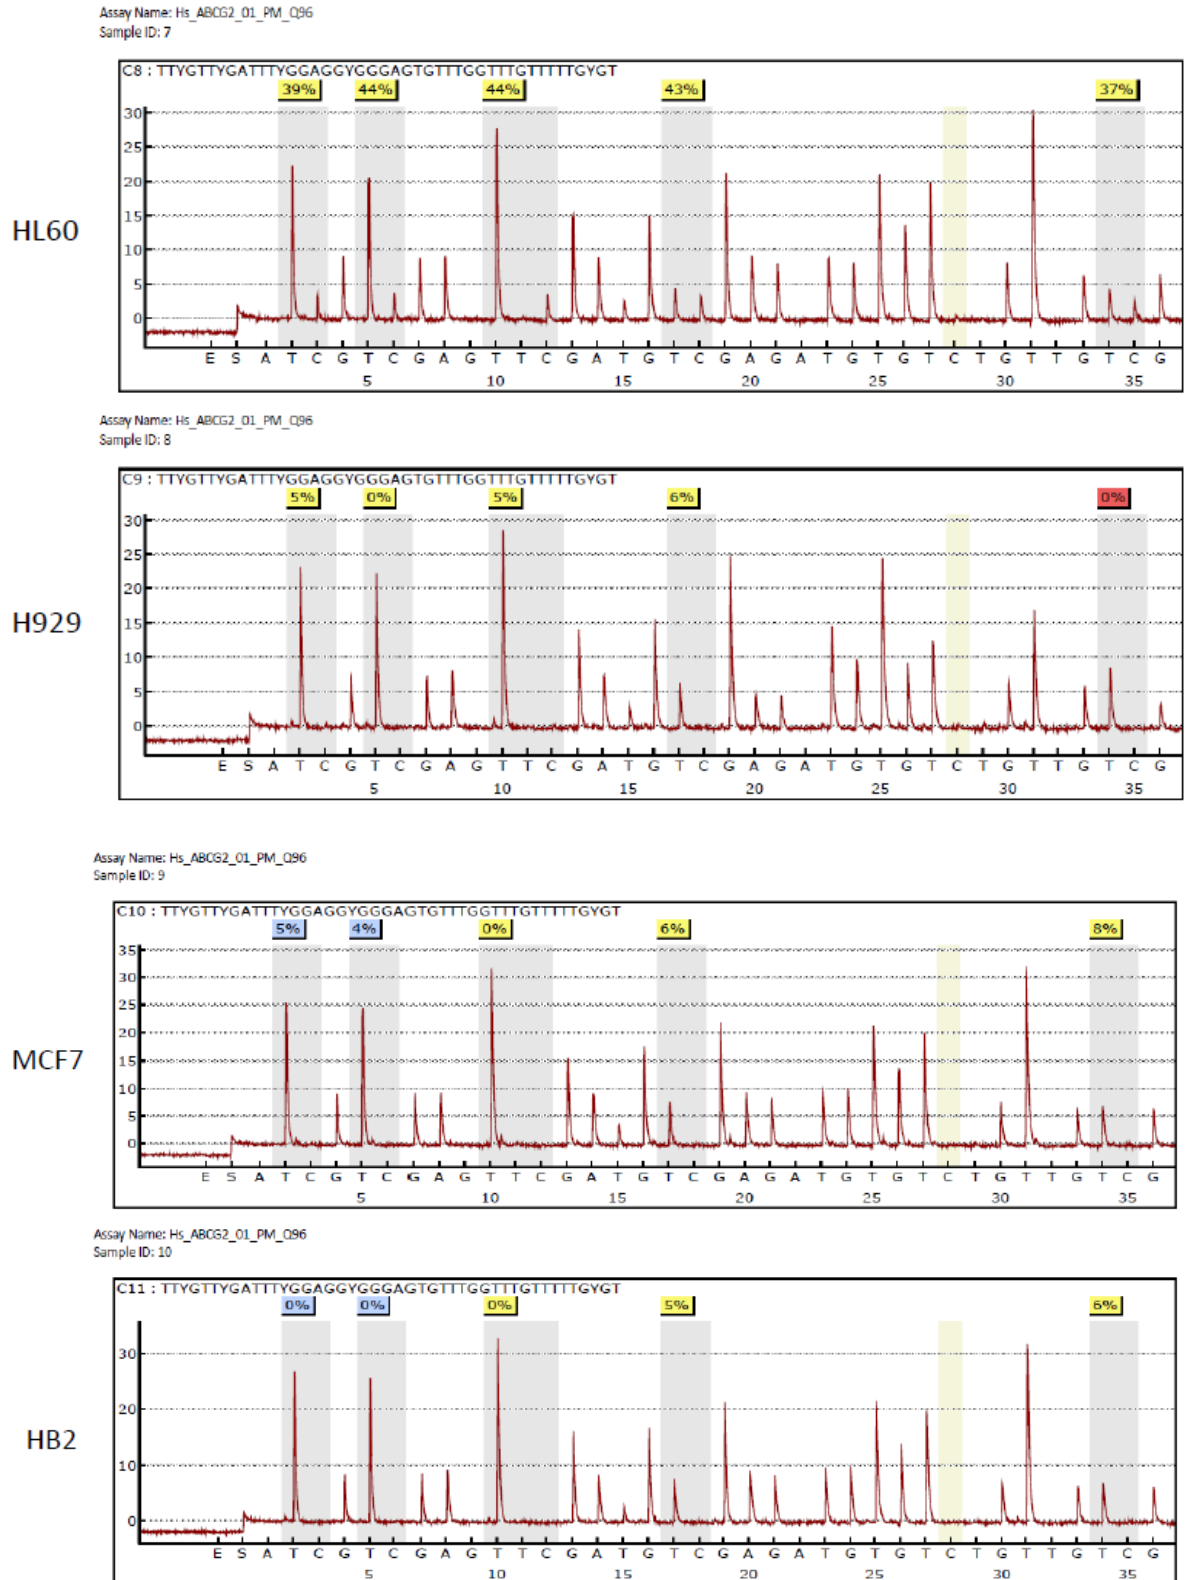 Assay Name: Hs_ABCG2_01_PM_Q96
Sample ID: 7
C8 : TTYGTTYGATTTYGGAGGYGGGAGTGTTTGGTTTGTTTTTGYGT
39% 44% 44% 43% 37%
30
25
20
15
10
5
0
HL60
E S A T C G T C G A G T T C G A T G T C G A G A T G T G T C T G T T G T C G
5 10 15 20 25 30 35
Assay Name: Hs_ABCG2_01_PM_Q96
Sample ID: 8
C9 : TTYGTTYGATTTYGGAGGYGGGAGTGTTTGGTTTGTTTTTGYGT
5% 0% 5% 6% 0%
30
25
20
15
10
5
0
H929
E S A T C G T C G A G T T C G A T G T C G A G A T G T G T C T G T T G T C G
5 10 15 20 25 30 35
Assay Name: Hs_ABCG2_01_PM_Q96
Sample ID: 9
C10 : TTYGTTYGATTTYGGAGGYGGGAGTGTTTGGTTTGTTTTTGYGT
5% 4% 0% 6% 8%
35
30
25
20
15
10
5
0
MCF7
E S A T C G T C G A G T T C G A T G T C G A G A T G T G T C T G T T G T C G
5 10 15 20 25 30 35
Assay Name: Hs_ABCG2_01_PM_Q96
Sample ID: 10
C11 : TTYGTTYGATTTYGGAGGYGGGAGTGTTTGGTTTGTTTTTGYGT
0% 0% 0% 5% 6%
30
20
10
0
HB2
E S A T C G T C G A G T T C G A T G T C G A G A T G T G T C T G T T G T C G
5 10 15 20 25 30 35